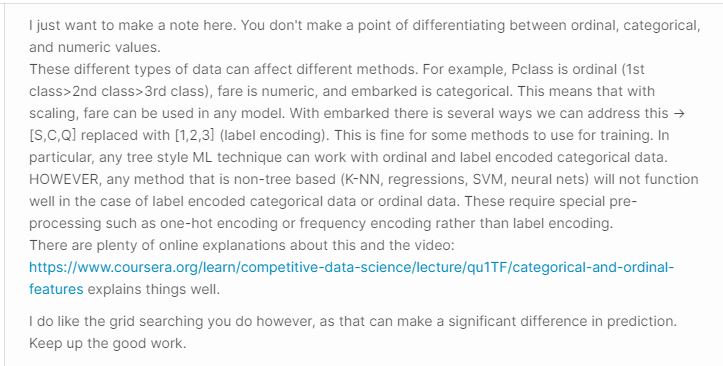 I just want to make a note here. You don't make a point of differentiating between ordinal, categorical,
and numeric values.
These different types of data can affect different methods. For example, Pclass is ordinal (1st
class>2nd class>3rd class), fare is numeric, and embarked is categorical. This means that with
scaling, fare can be used in any model. With embarked there is several ways we can address this →
[S,C,Q] replaced with [1,2,3] (label encoding). This is fine for some methods to use for training. In
particular, any tree style ML technique can work with ordinal and label encoded categorical data.
HOWEVER, any method that is non-tree based (K-NN, regressions, SVM, neural nets) will not function
well in the case of label encoded categorical data or ordinal data. These require special pre-
processing such as one-hot encoding or frequency encoding rather than label encoding.
There are plenty of online explanations about this and the video:
https://www.coursera.org/learn/competitive-data-science/lecture/qu1TF/categorical-and-ordinal-
features explains things well.
I do like the grid searching you do however, as that can make a significant difference in prediction.
Keep up the good work.